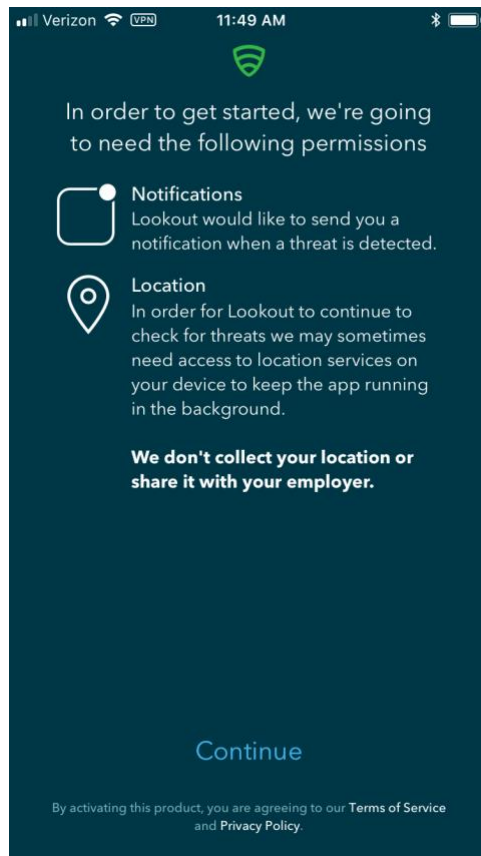 Verizon VPN 11:49 AM
In order to get started, we're going
to need the following permissions
Notifications
Lookout would like to send you a
notification when a threat is detected.
Location
In order for Lookout to continue to
check for threats we may sometimes
need access to location services on
your device to keep the app running
in the background.
We don't collect your location or
share it with your employer.
Continue
By activating this product, you are agreeing to our Terms of Service
and Privacy Policy.